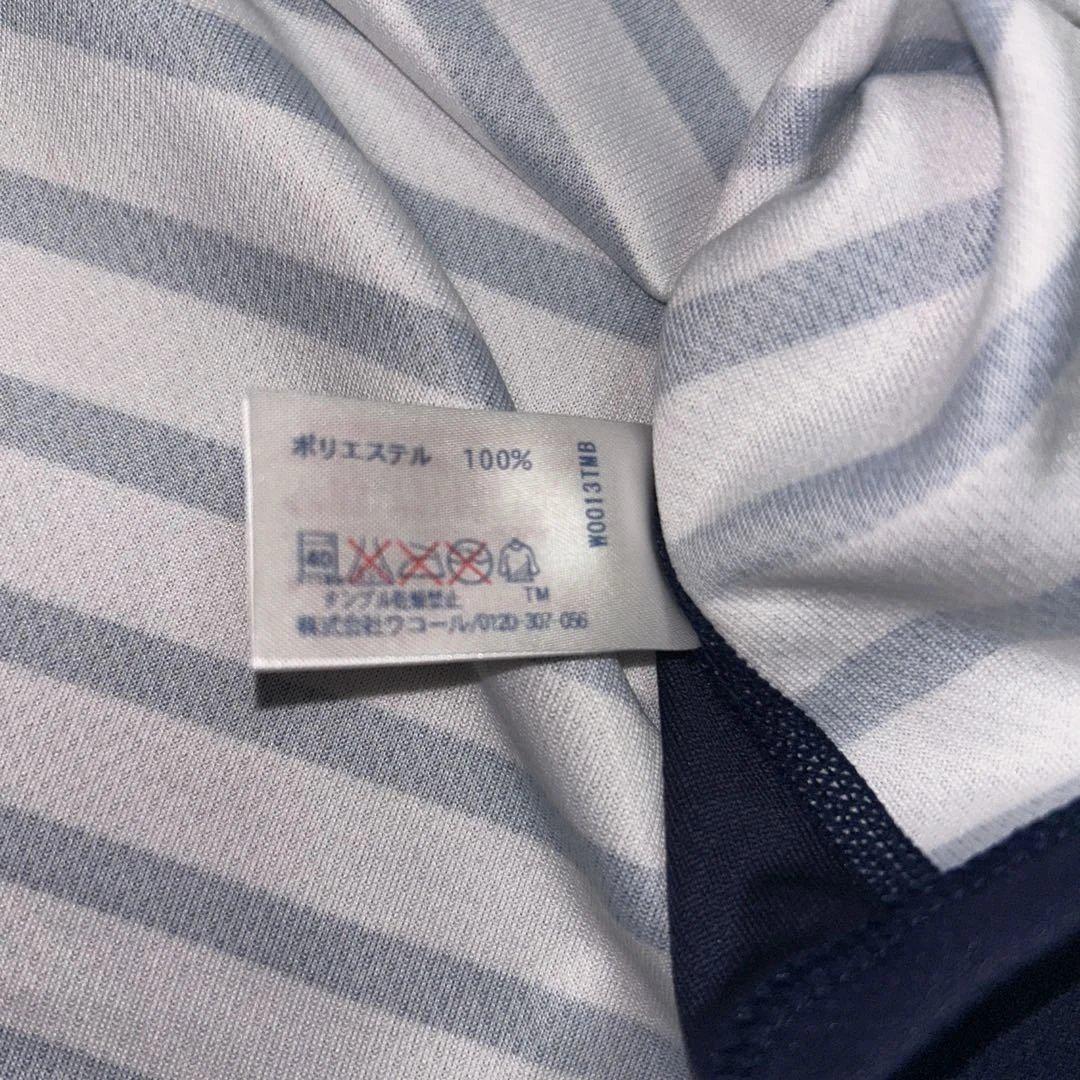 ポリエステル 100%
W0013TMB
40
TM
タンブル乾燥禁止
株式会社ワコール/0120-307-056